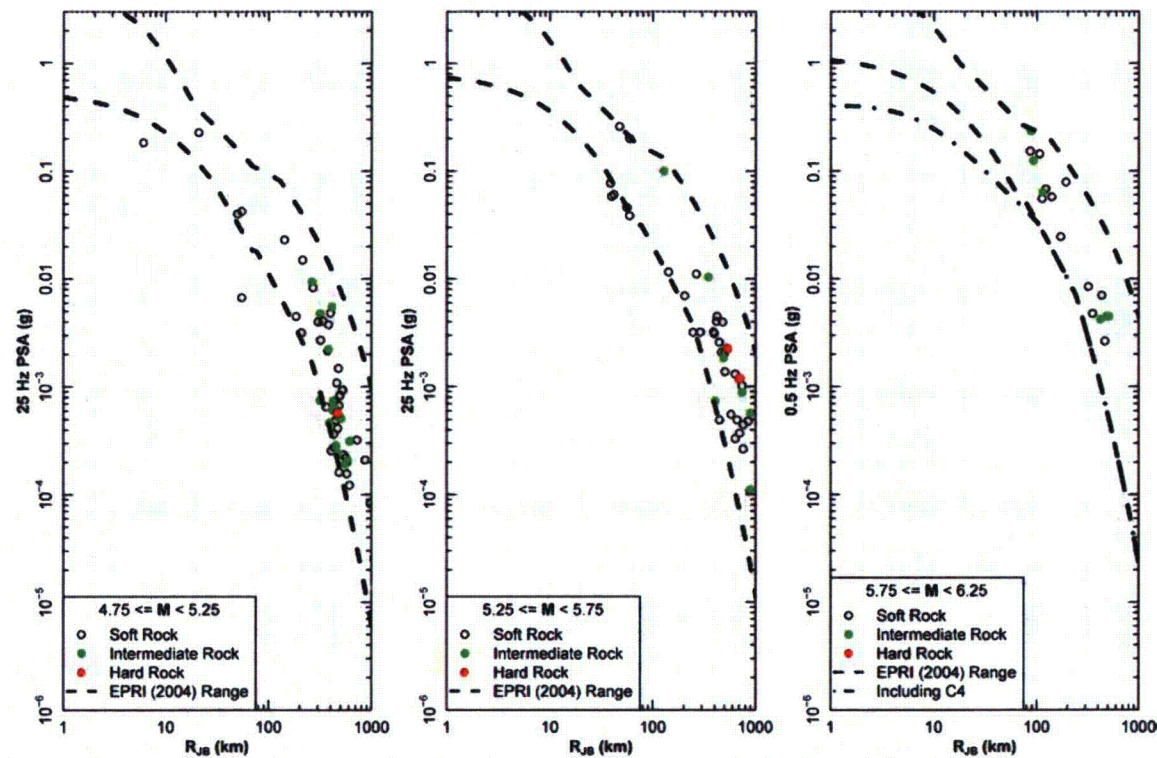 25 Hz PSA (g)
1
0.1
0.01
10⁻³
10⁻⁴
10⁻⁵
10⁻⁶
4.75 <= M < 5.25
Soft Rock
Intermediate Rock
Hard Rock
EPRI (2004) Range
1
10
100
1000
R_JB (km)
25 Hz PSA (g)
1
0.1
0.01
10⁻³
10⁻⁴
10⁻⁵
10⁻⁶
5.25 <= M < 5.75
Soft Rock
Intermediate Rock
Hard Rock
EPRI (2004) Range
1
10
100
1000
R_JB (km)
0.5 Hz PSA (g)
1
0.1
0.01
10⁻³
10⁻⁴
10⁻⁵
10⁻⁶
5.75 <= M < 6.25
Soft Rock
Intermediate Rock
Hard Rock
EPRI (2004) Range
Including C4
1
10
100
1000
R_JB (km)